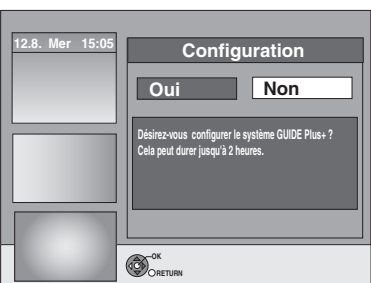 12.8. Mer 15:05
Configuration
Oui Non
Désirez-vous configurer le système GUIDE Plus+ ?
Cela peut durer jusqu'à 2 heures.
OK
RETURN